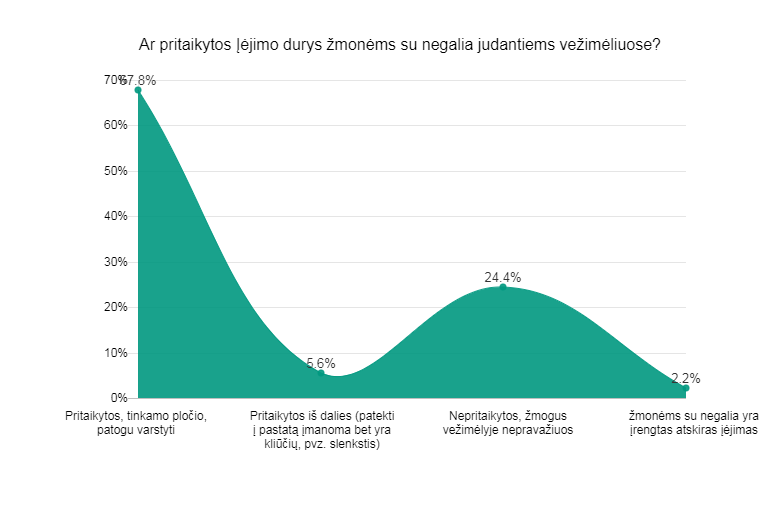 Ar pritaikytos Įėjimo durys žmonėms su negalia judantiems vežimėliuose?
70%
67.8%
60%
50%
40%
30%
24.4%
20%
10%
5.6%
2.2%
0%
Pritaikytos, tinkamo pločio,
patogu varstyti
Pritaikytos iš dalies (patekti
į pastatą įmanoma bet yra
kliūčių, pvz. slenkstis)
Nepritaikytos, žmogus
vežimėlyje nepravažiuos
žmonėms su negalia yra
įrengtas atskiras įėjimas